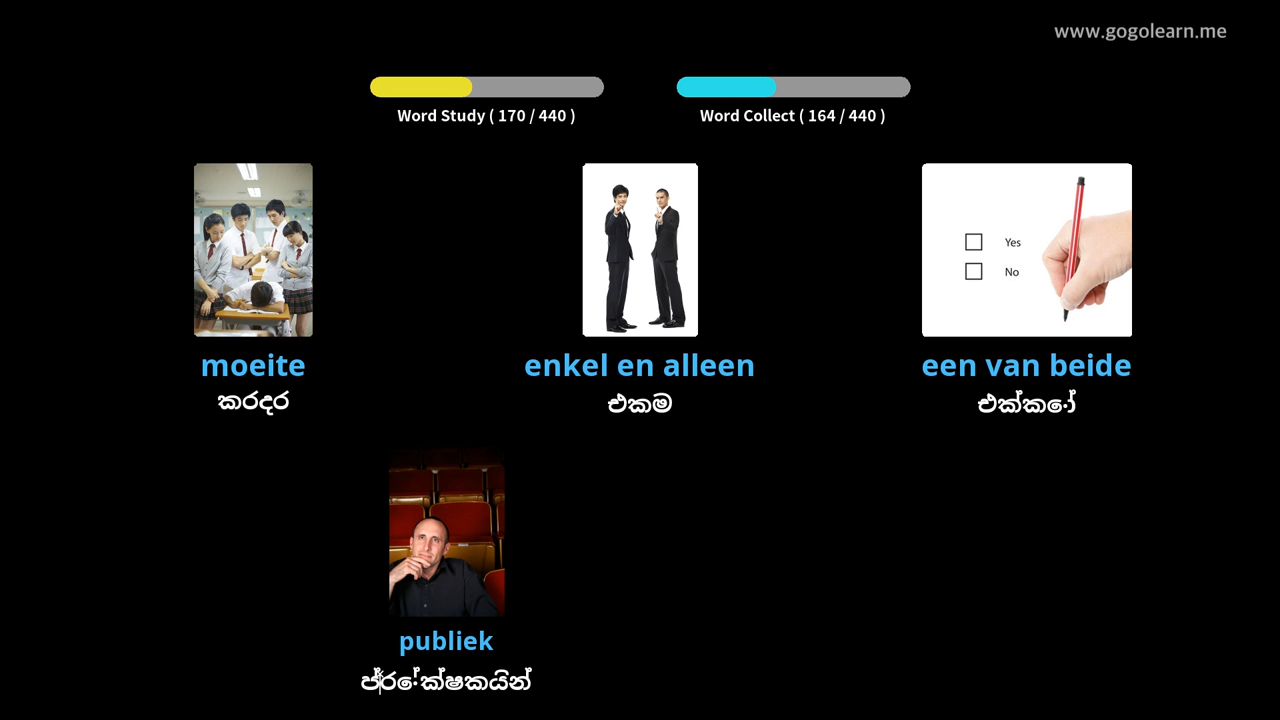 www.gogolearn.me
Word Study ( 170 / 440 )
Word Collect ( 164 / 440 )
Yes
No
moeite
enkel en alleen
een van beide
කරදර
එකම
එක්කෝ
publiek
ප්රේක්ෂකයින්